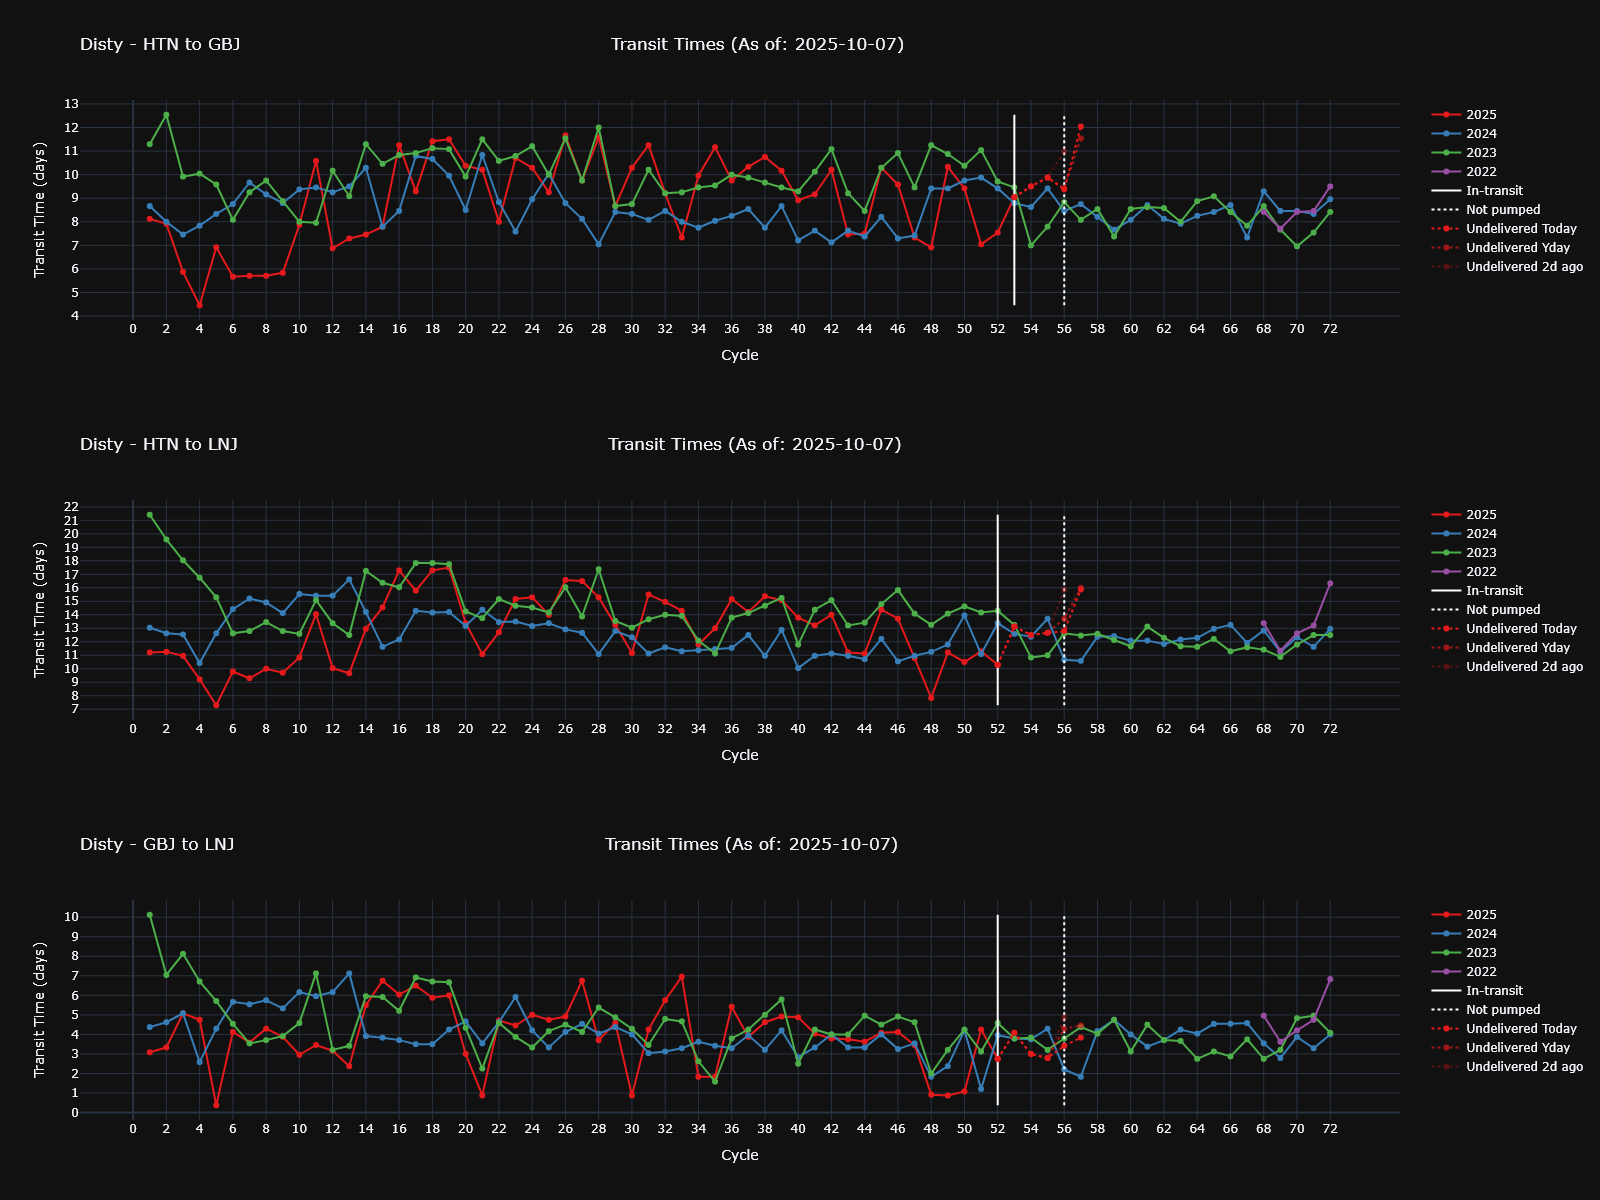 Disty - HTN to GBJ
Transit Times (As of: 2025-10-07)
Transit Time (days)
13
12
11
10
9
8
7
6
5
4
0 2 4 6 8 10 12 14 16 18 20 22 24 26 28 30 32 34 36 38 40 42 44 46 48 50 52 54 56 58 60 62 64 66 68 70 72
Cycle
2025
2024
2023
2022
In-transit
Not pumped
Undelivered Today
Undelivered Yday
Undelivered 2d ago
Disty - HTN to LNJ
Transit Times (As of: 2025-10-07)
Transit Time (days)
22
21
20
19
18
17
16
15
14
13
12
11
10
9
8
7
0 2 4 6 8 10 12 14 16 18 20 22 24 26 28 30 32 34 36 38 40 42 44 46 48 50 52 54 56 58 60 62 64 66 68 70 72
Cycle
2025
2024
2023
2022
In-transit
Not pumped
Undelivered Today
Undelivered Yday
Undelivered 2d ago
Disty - GBJ to LNJ
Transit Times (As of: 2025-10-07)
Transit Time (days)
10
9
8
7
6
5
4
3
2
1
0
0 2 4 6 8 10 12 14 16 18 20 22 24 26 28 30 32 34 36 38 40 42 44 46 48 50 52 54 56 58 60 62 64 66 68 70 72
Cycle
2025
2024
2023
2022
In-transit
Not pumped
Undelivered Today
Undelivered Yday
Undelivered 2d ago